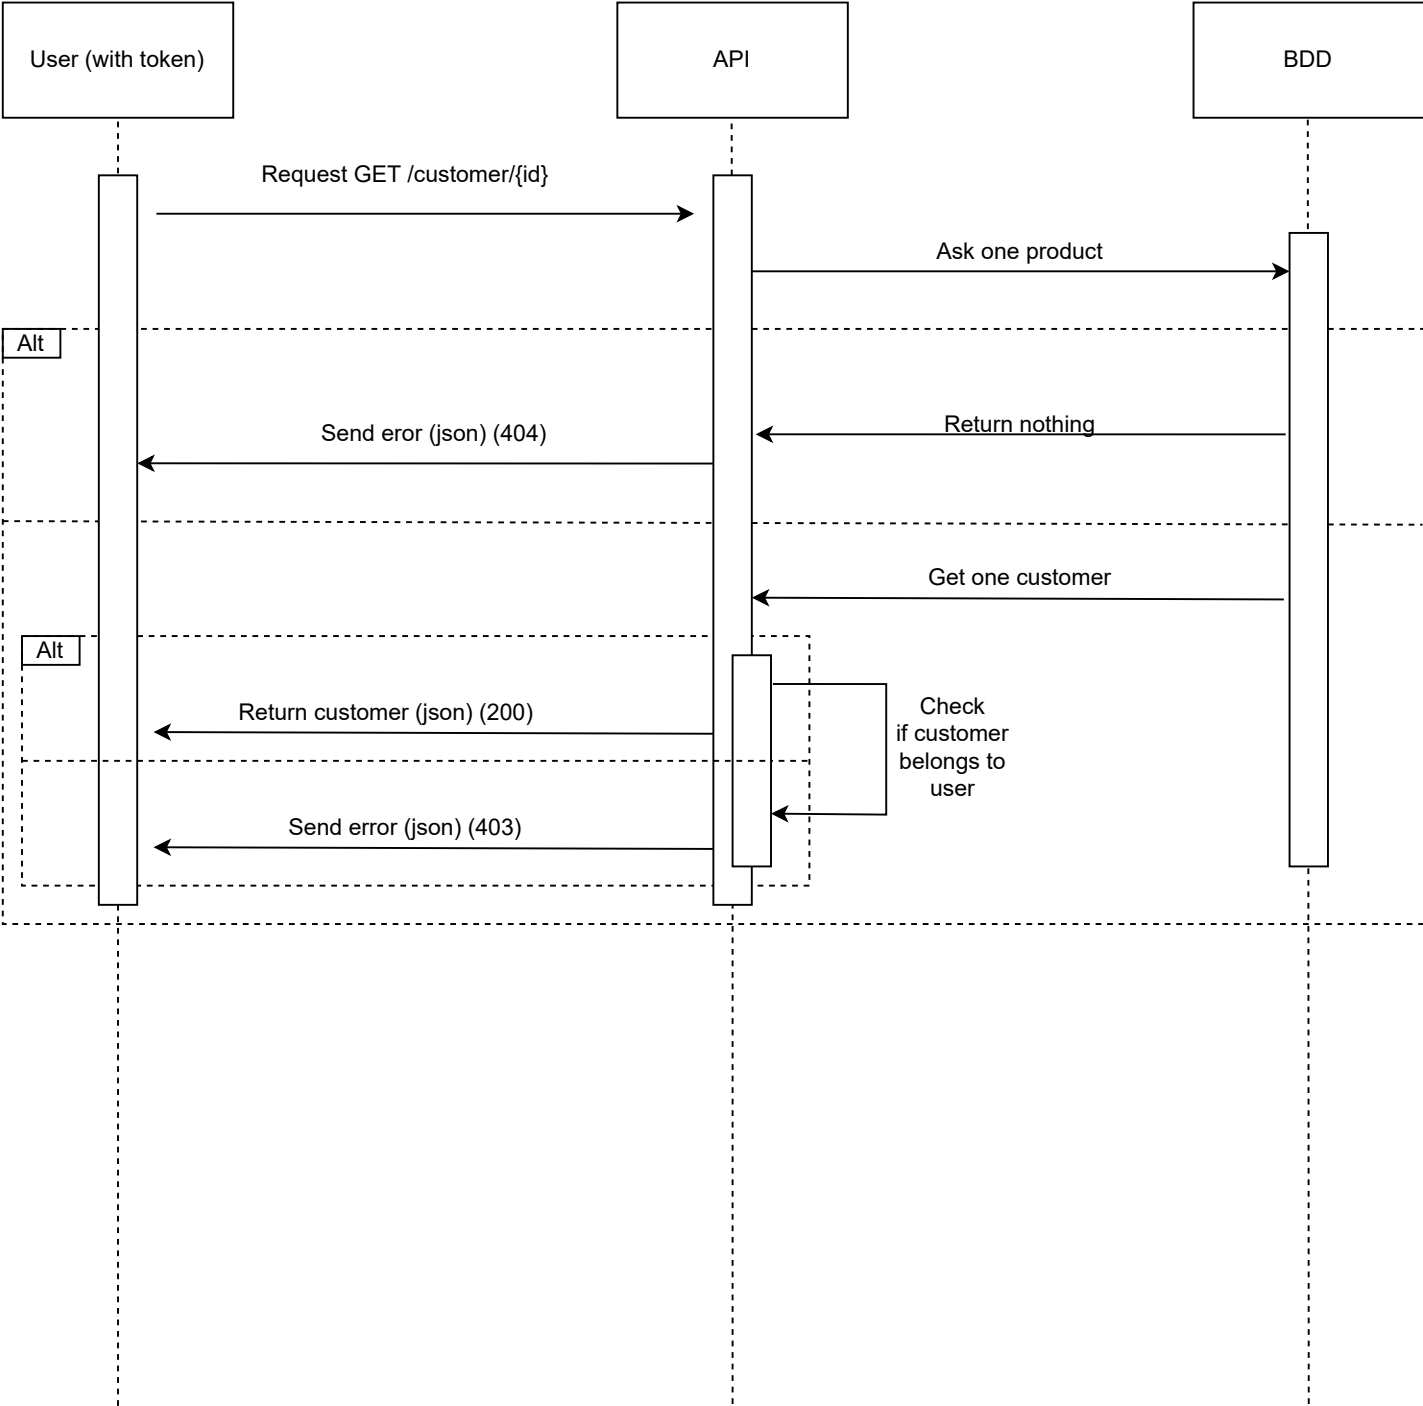 User (with token)
API
BDD
Request GET /customer/{id}
Ask one product
Alt
Return nothing
Send eror (json) (404)
Get one customer
Alt
Return customer (json) (200)
Check
if customer
belongs to
user
Send error (json) (403)